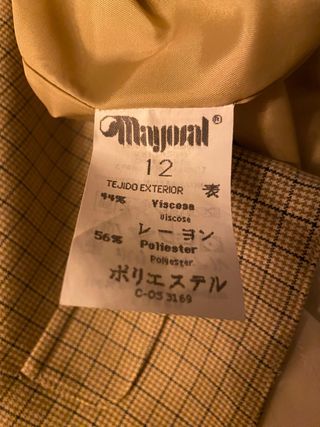 Mayoral®
12
TEJIDO EXTERIOR 表
44% Viscosa
Viscose
レーヨン
56% Poliester
Polyester
ポリエステル
C-OS 3169